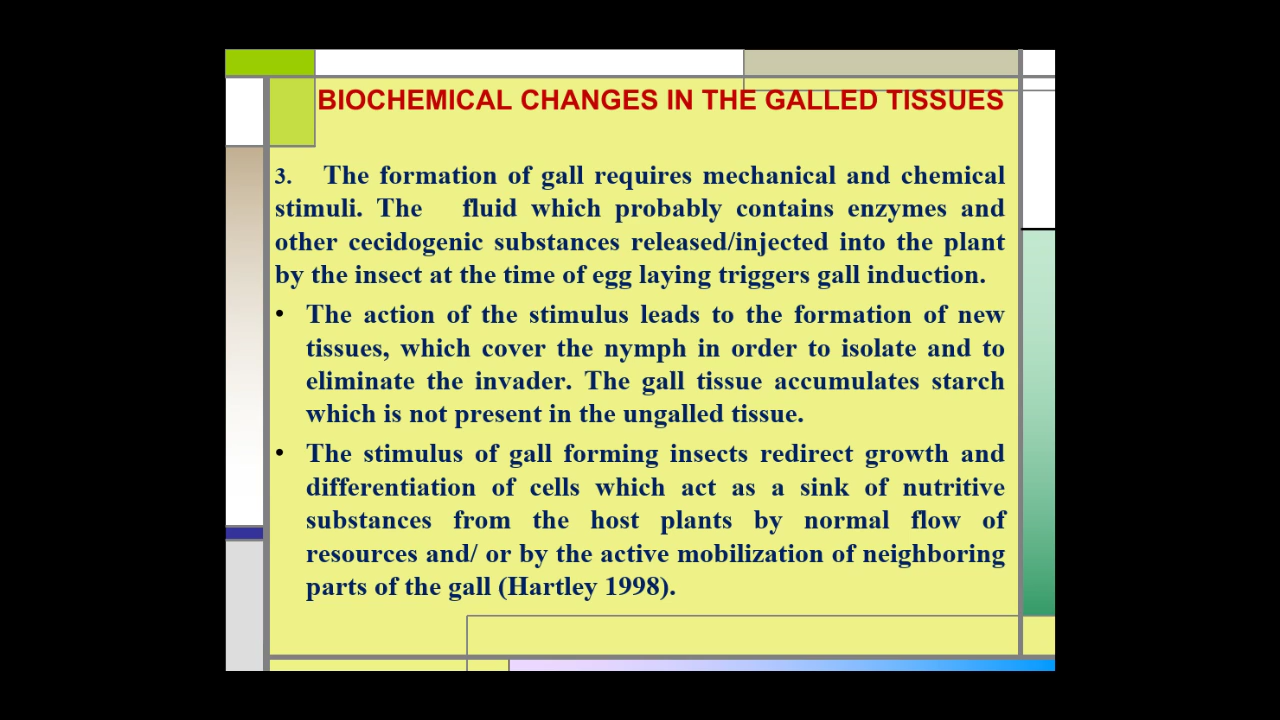 BIOCHEMICAL CHANGES IN THE GALLED TISSUES
3. The formation of gall requires mechanical and chemical
stimuli. The fluid which probably contains enzymes and
other cecidogenic substances released/injected into the plant
by the insect at the time of egg laying triggers gall induction.
• The action of the stimulus leads to the formation of new
tissues, which cover the nymph in order to isolate and to
eliminate the invader. The gall tissue accumulates starch
which is not present in the ungalled tissue.
• The stimulus of gall forming insects redirect growth and
differentiation of cells which act as a sink of nutritive
substances from the host plants by normal flow of
resources and/ or by the active mobilization of neighboring
parts of the gall (Hartley 1998).